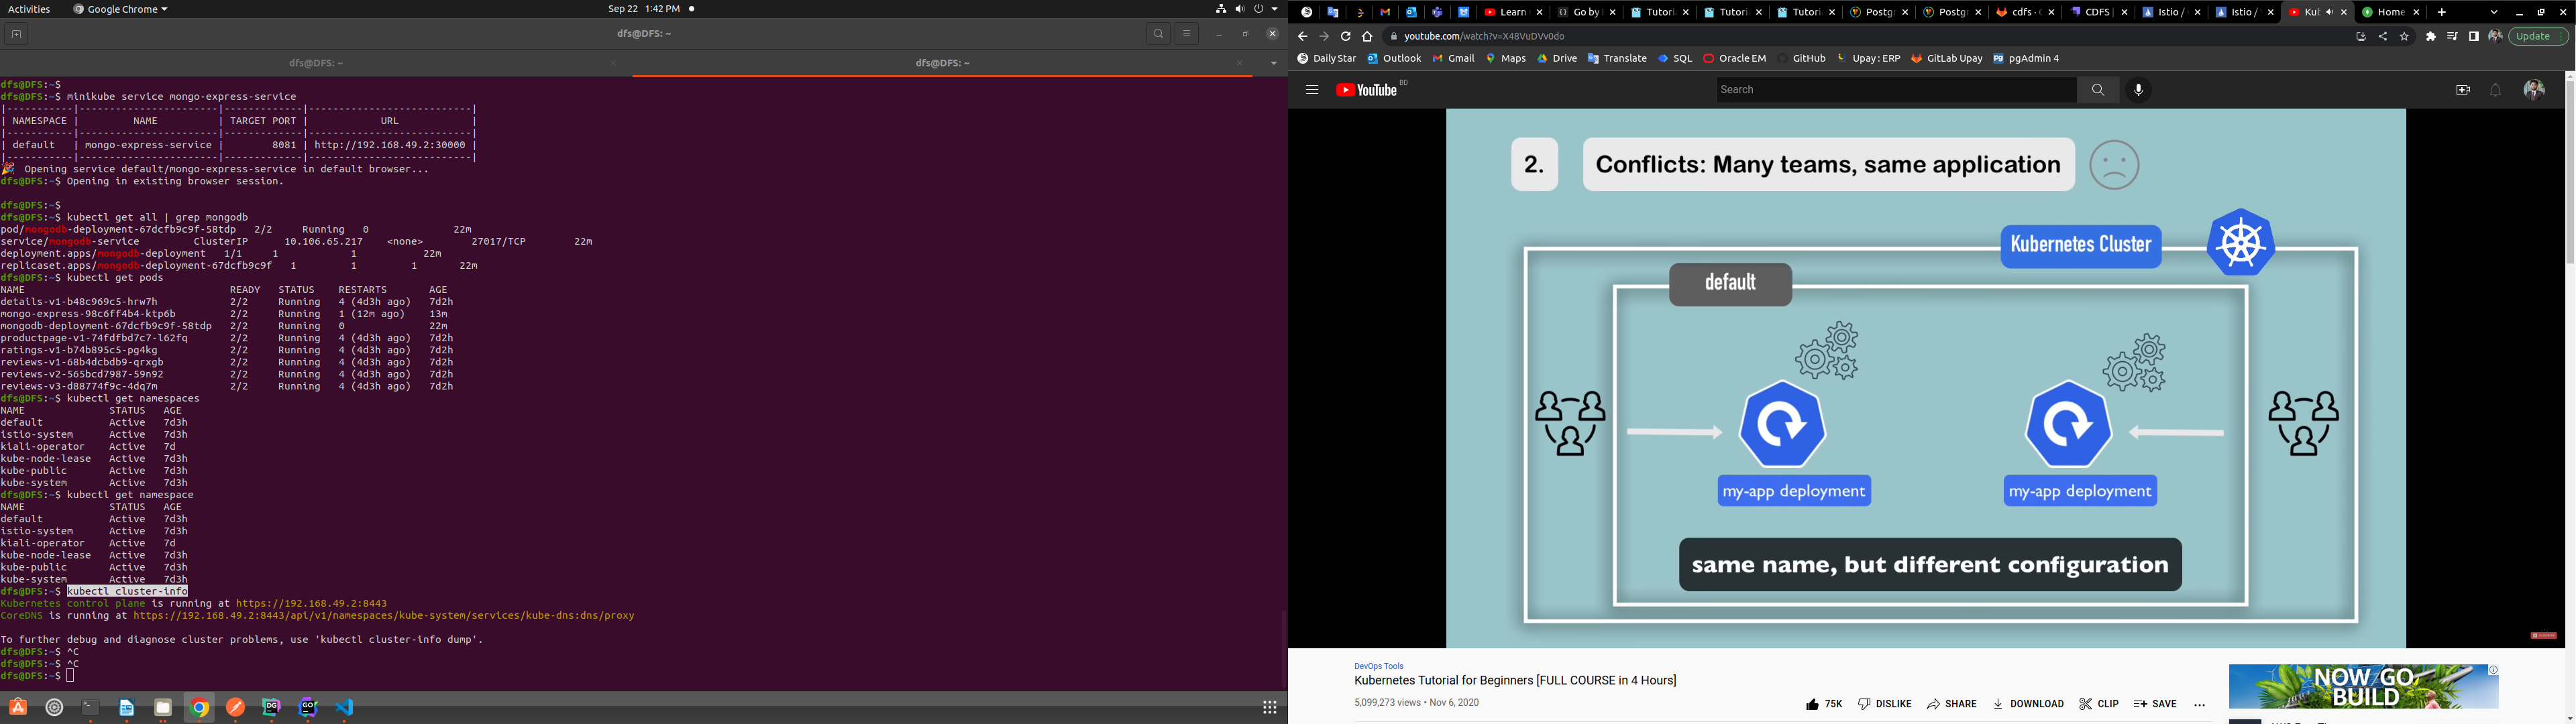 Activities Google Chrome Sep 22 1:42 PM
dfs@DFS: ~
dfs@DFS: ~ dfs@DFS: ~
dfs@DFS:~$
dfs@DFS:~$ minikube service mongo-express-service
|-----------|-----------------------|-------------|---------------------------|
| NAMESPACE | NAME | TARGET PORT | URL |
|-----------|-----------------------|-------------|---------------------------|
| default | mongo-express-service | 8081 | http://192.168.49.2:30000 |
|-----------|-----------------------|-------------|---------------------------|
🎉 Opening service default/mongo-express-service in default browser...
dfs@DFS:~$ Opening in existing browser session.
dfs@DFS:~$
dfs@DFS:~$ kubectl get all | grep mongodb
pod/mongodb-deployment-67dcfb9c9f-58tdp 2/2 Running 0 22m
service/mongodb-service ClusterIP 10.106.65.217 <none> 27017/TCP 22m
deployment.apps/mongodb-deployment 1/1 1 1 22m
replicaset.apps/mongodb-deployment-67dcfb9c9f 1 1 1 22m
dfs@DFS:~$ kubectl get pods
NAME READY STATUS RESTARTS AGE
details-v1-b48c969c5-hrw7h 2/2 Running 4 (4d3h ago) 7d2h
mongo-express-98c6ff4b4-ktp6b 2/2 Running 1 (12m ago) 13m
mongodb-deployment-67dcfb9c9f-58tdp 2/2 Running 0 22m
productpage-v1-74fdfbd7c7-l62fq 2/2 Running 4 (4d3h ago) 7d2h
ratings-v1-b74b895c5-pg4kg 2/2 Running 4 (4d3h ago) 7d2h
reviews-v1-68b4dcbdb9-qrxgb 2/2 Running 4 (4d3h ago) 7d2h
reviews-v2-565bcd7987-59n92 2/2 Running 4 (4d3h ago) 7d2h
reviews-v3-d88774f9c-4dq7m 2/2 Running 4 (4d3h ago) 7d2h
dfs@DFS:~$ kubectl get namespaces
NAME STATUS AGE
default Active 7d3h
istio-system Active 7d3h
kiali-operator Active 7d
kube-node-lease Active 7d3h
kube-public Active 7d3h
kube-system Active 7d3h
dfs@DFS:~$ kubectl get namespace
NAME STATUS AGE
default Active 7d3h
istio-system Active 7d3h
kiali-operator Active 7d
kube-node-lease Active 7d3h
kube-public Active 7d3h
kube-system Active 7d3h
dfs@DFS:~$ kubectl cluster-info
Kubernetes control plane is running at https://192.168.49.2:8443
CoreDNS is running at https://192.168.49.2:8443/api/v1/namespaces/kube-system/services/kube-dns:dns/proxy
To further debug and diagnose cluster problems, use 'kubectl cluster-info dump'.
dfs@DFS:~$ ^C
dfs@DFS:~$ ^C
dfs@DFS:~$
Learn Go by Tutori Tutori Tutori Postgr Postgr cdfs · CDFS Istio / Istio / Kub Home
youtube.com/watch?v=X48VuDVv0do Update
Daily Star Outlook Gmail Maps Drive Translate SQL Oracle EM GitHub Upay : ERP GitLab Upay pgAdmin 4
YouTube BD Search
2. Conflicts: Many teams, same application
Kubernetes Cluster
default
my-app deployment my-app deployment
same name, but different configuration
DevOps Tools
Kubernetes Tutorial for Beginners [FULL COURSE in 4 Hours]
5,099,273 views • Nov 6, 2020
75K DISLIKE SHARE DOWNLOAD CLIP SAVE ...
NOW GO
BUILD